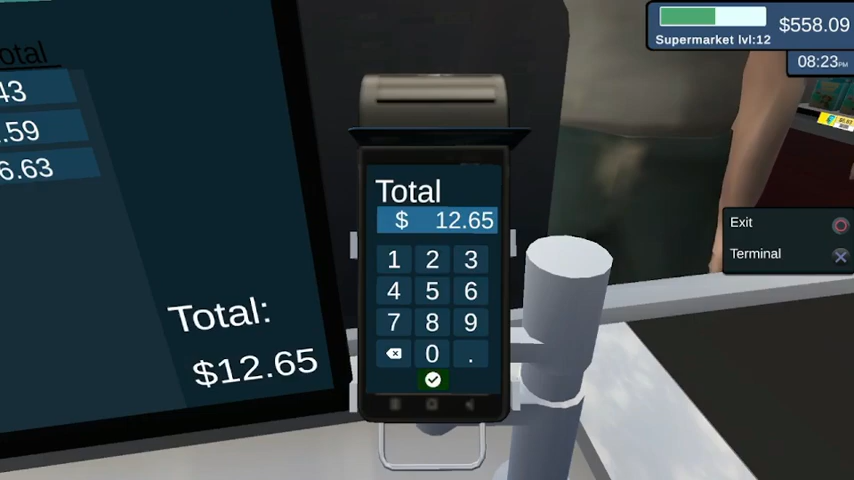 $558.09
Supermarket lvl:12
08:23PM
otal
43
.59
6.63
Total:
$12.65
Total
$ 12.65
1 2 3
4 5 6
7 8 9
0 .
Exit
Terminal